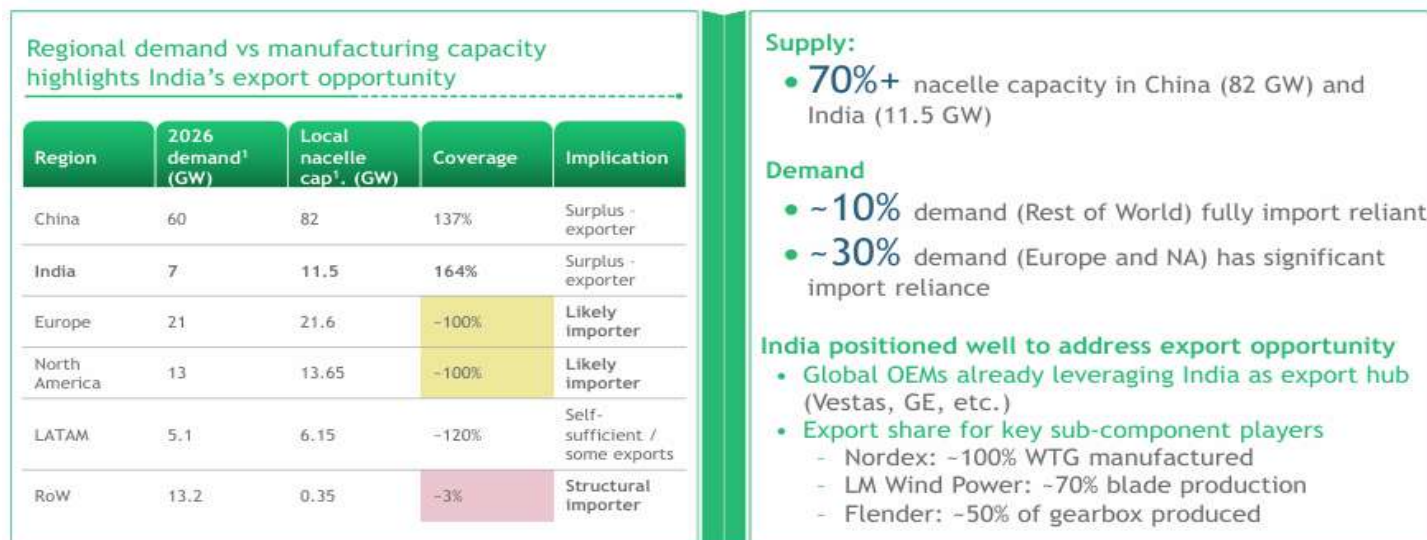 Regional demand vs manufacturing capacity
highlights India's export opportunity
Region
2026
demand¹
(GW)
Local
nacelle
cap¹. (GW)
Coverage
Implication
China
60
82
137%
Surplus -
exporter
India
7
11.5
164%
Surplus -
exporter
Europe
21
21.6
~100%
Likely
importer
North
America
13
13.65
~100%
Likely
importer
LATAM
5.1
6.15
~120%
Self-
sufficient /
some exports
RoW
13.2
0.35
~3%
Structural
importer
Supply:
• 70%+ nacelle capacity in China (82 GW) and
India (11.5 GW)
Demand
• ~10% demand (Rest of World) fully import reliant
• ~30% demand (Europe and NA) has significant
import reliance
India positioned well to address export opportunity
• Global OEMs already leveraging India as export hub
(Vestas, GE, etc.)
• Export share for key sub-component players
- Nordex: ~100% WTG manufactured
- LM Wind Power: ~70% blade production
- Flender: ~50% of gearbox produced